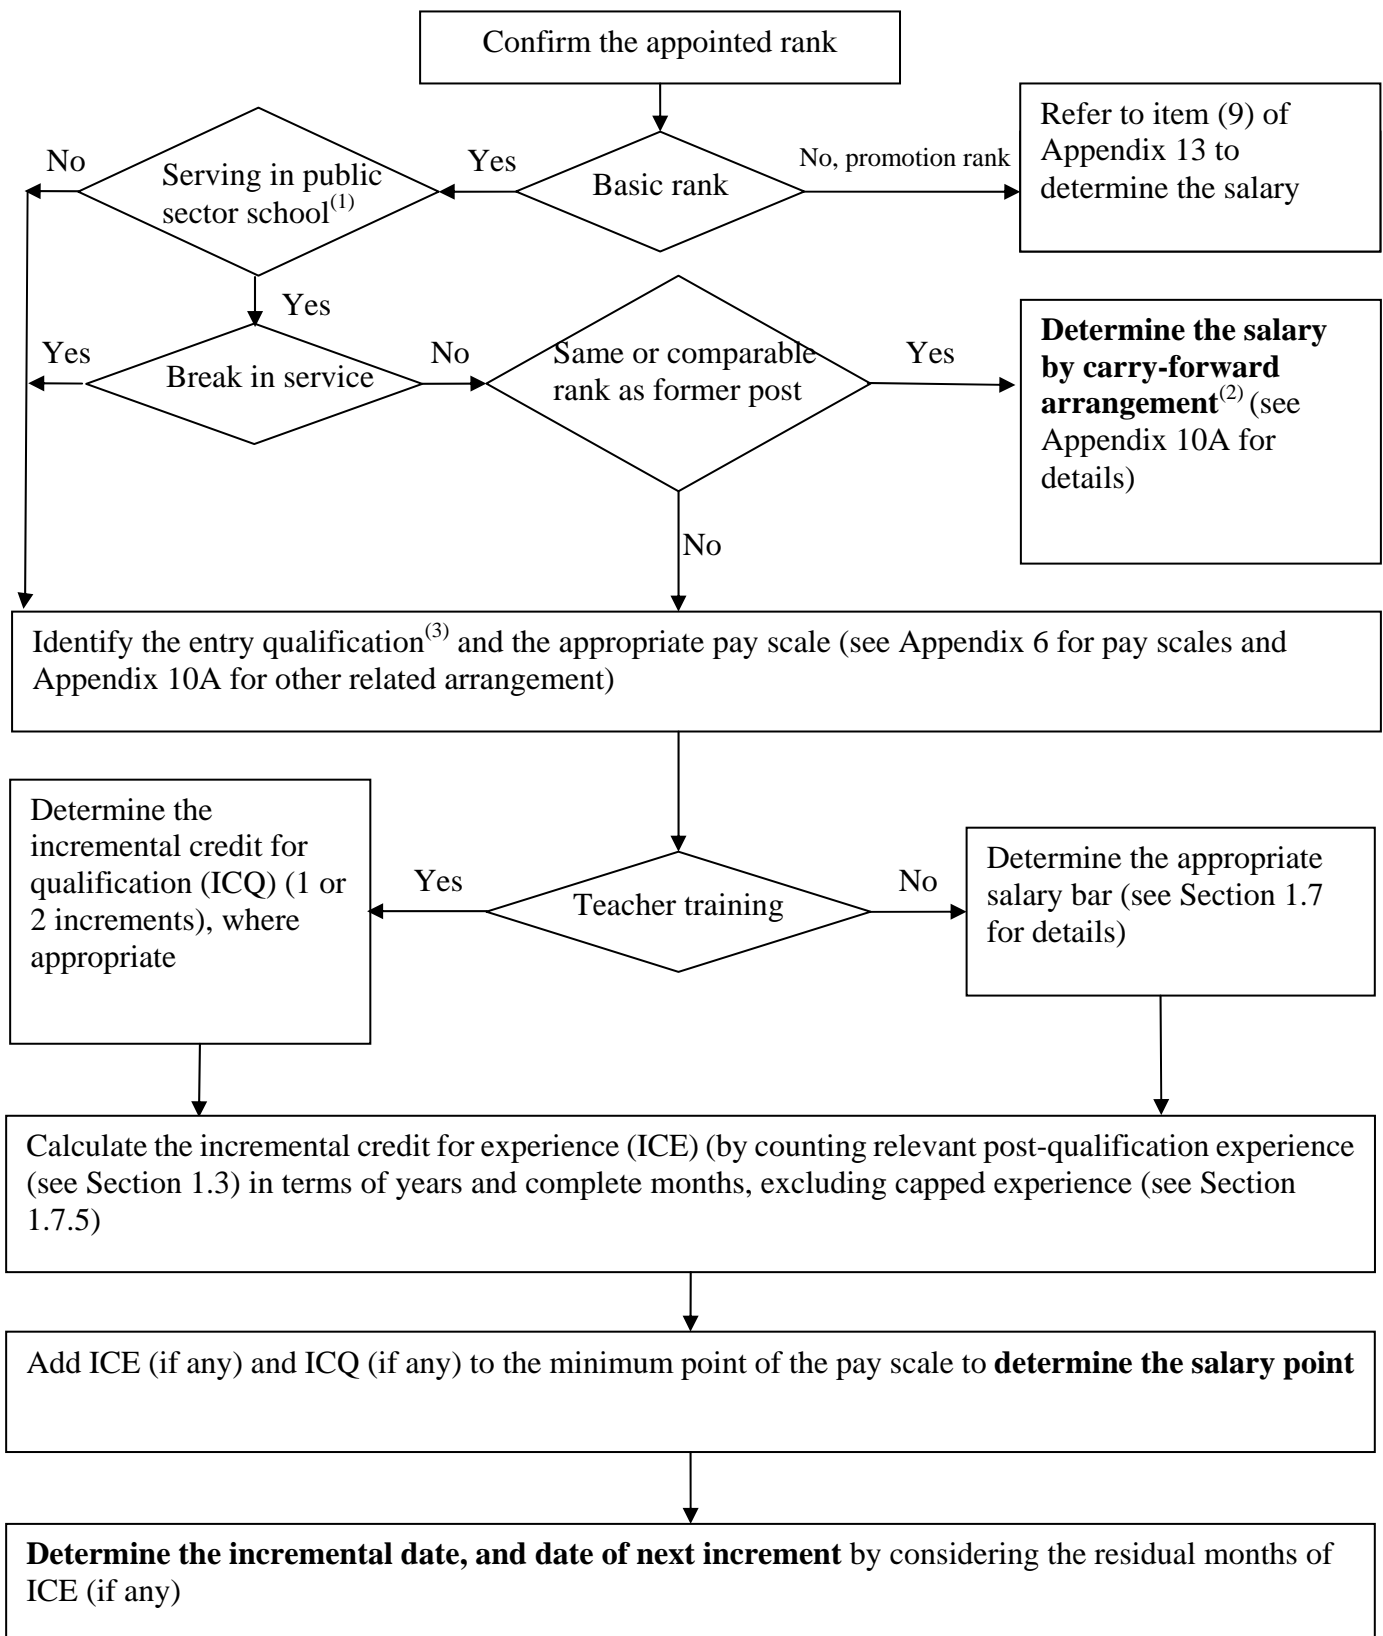 Confirm the appointed rank
Refer to item (9) of
Appendix 13 to
determine the salary
No, promotion rank
Basic rank
Yes
Serving in public
sector school(1)
No
Yes
Yes
Break in service
No
Same or comparable
rank as former post
Yes
Determine the salary
by carry-forward
arrangement(2) (see
Appendix 10A for
details)
No
Identify the entry qualification(3) and the appropriate pay scale (see Appendix 6 for pay scales and
Appendix 10A for other related arrangement)
Determine the
incremental credit for
qualification (ICQ) (1 or
2 increments), where
appropriate
Yes
Teacher training
No
Determine the appropriate
salary bar (see Section 1.7
for details)
Calculate the incremental credit for experience (ICE) (by counting relevant post-qualification experience
(see Section 1.3) in terms of years and complete months, excluding capped experience (see Section
1.7.5)
Add ICE (if any) and ICQ (if any) to the minimum point of the pay scale to determine the salary point
Determine the incremental date, and date of next increment by considering the residual months of
ICE (if any)